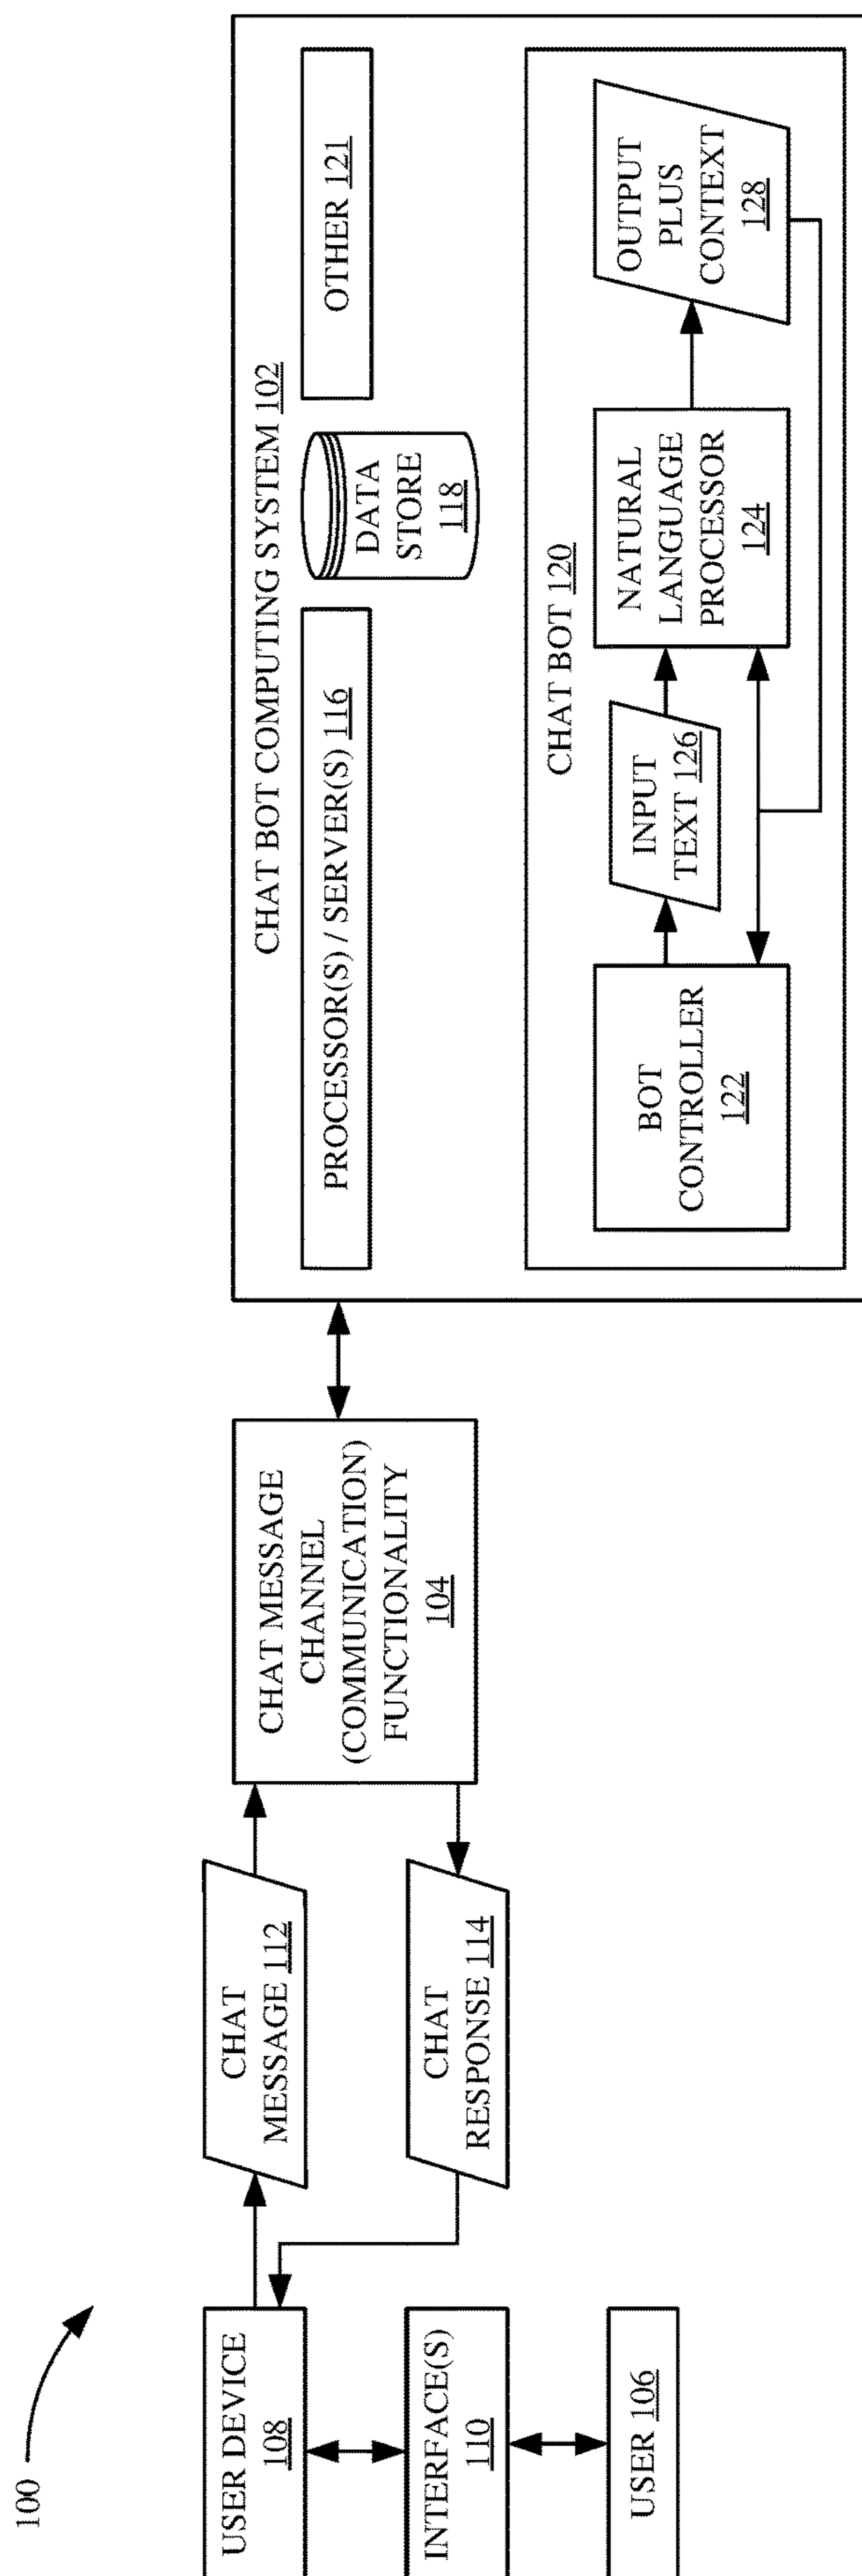 100
USER DEVICE
108
INTERFACE(S)
110
USER 106
CHAT
MESSAGE 112
CHAT
RESPONSE 114
CHAT MESSAGE
CHANNEL
(COMMUNICATION)
FUNCTIONALITY
104
CHAT BOT COMPUTING SYSTEM 102
PROCESSOR(S) / SERVER(S) 116
DATA
STORE
118
OTHER 121
CHAT BOT 120
BOT
CONTROLLER
122
INPUT
TEXT 126
NATURAL
LANGUAGE
PROCESSOR
124
OUTPUT
PLUS
CONTEXT
128